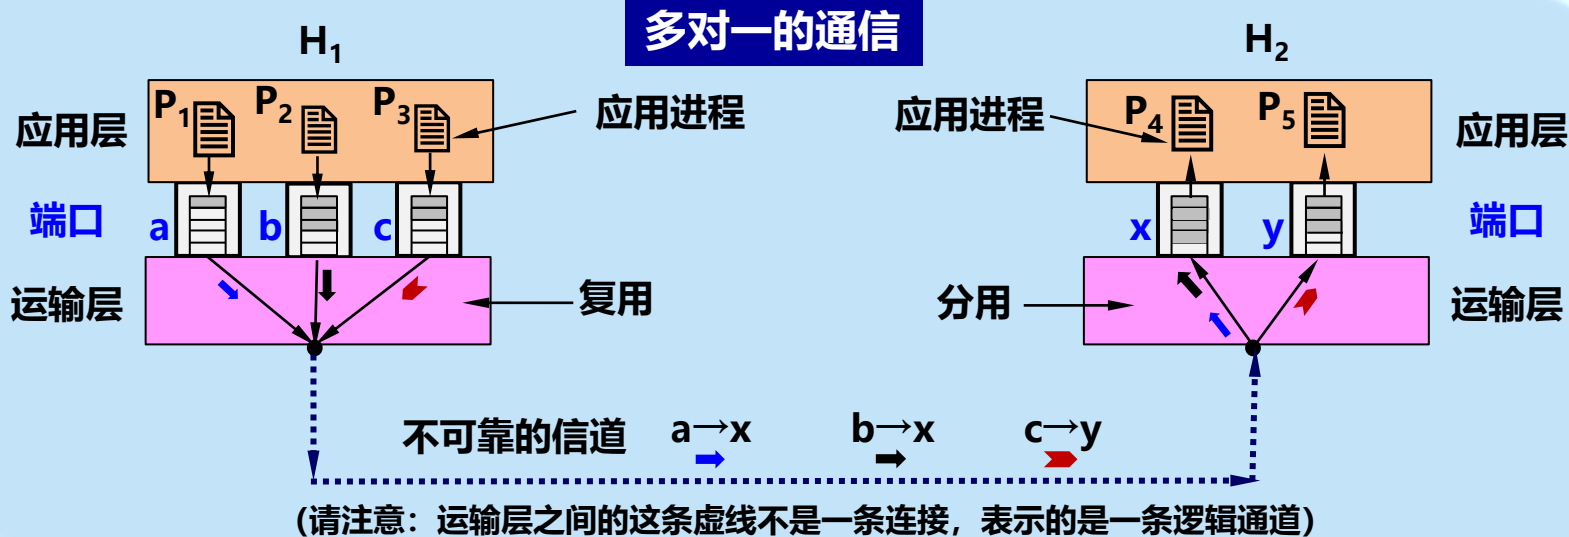 多对一的通信
H₁
H₂
P₁ P₂ P₃
应用进程
应用进程
P₄ P₅
应用层
应用层
端口
a b c
x y
端口
运输层
复用
分用
运输层
不可靠的信道 a→x b→x c→y
(请注意：运输层之间的这条虚线不是一条连接，表示的是一条逻辑通道)